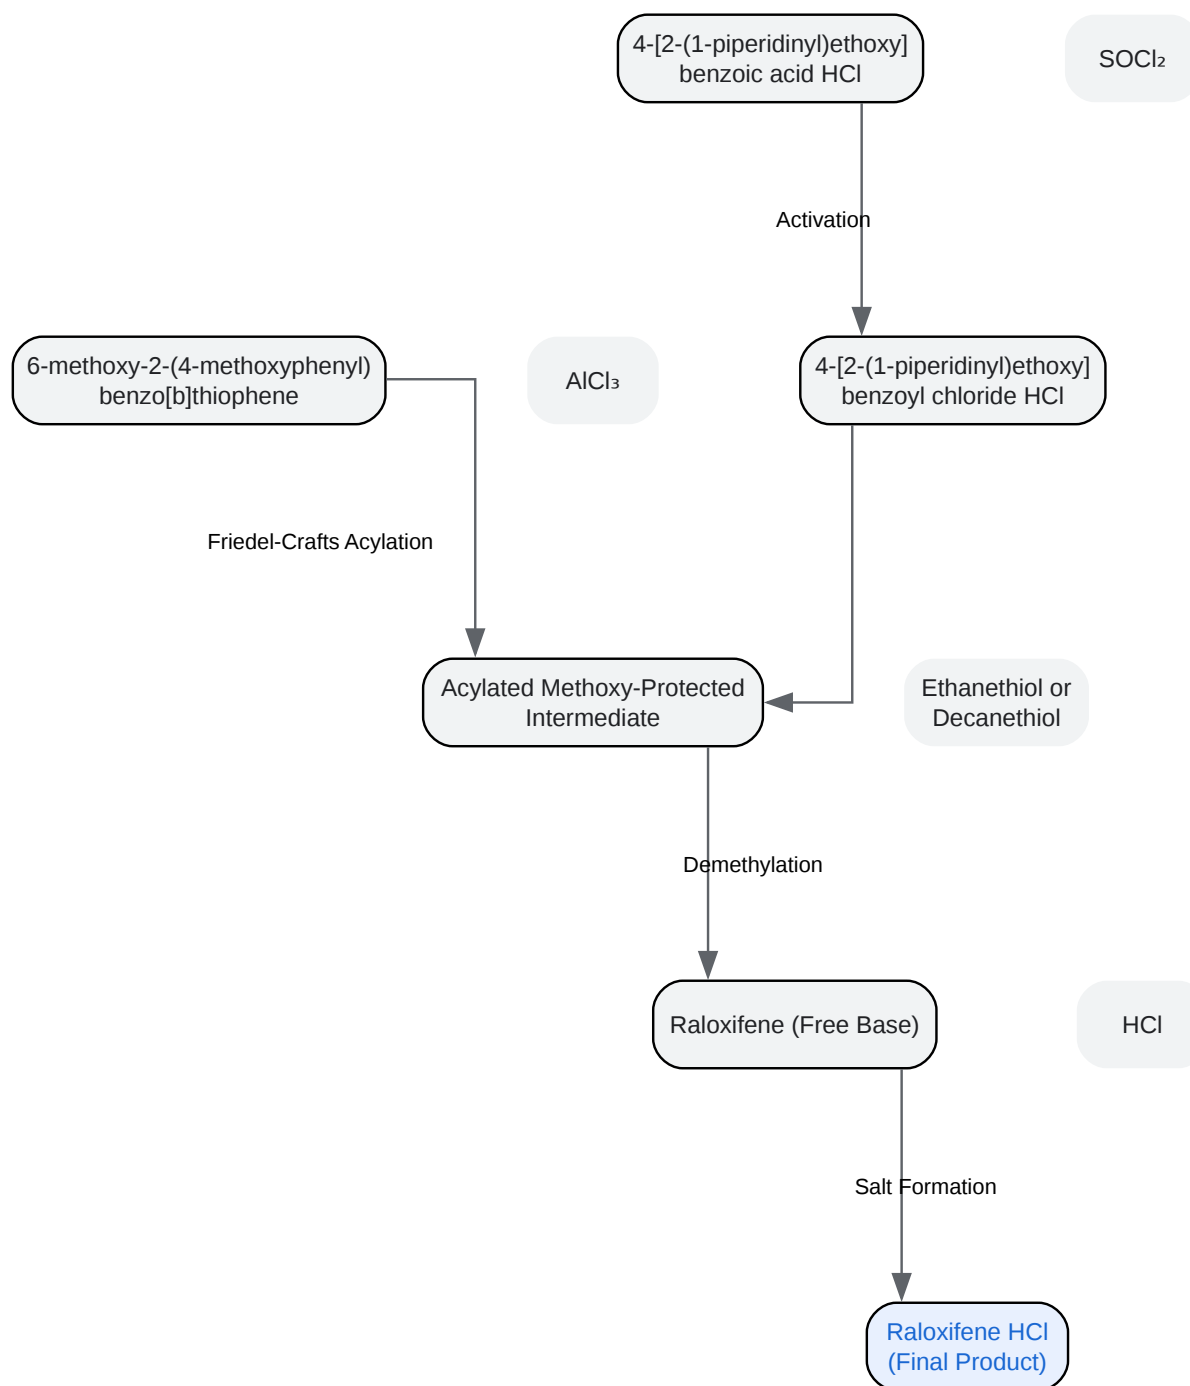 4-[2-(1-piperidinyl)ethoxy]
benzoic acid HCl
SOCl₂
Activation
6-methoxy-2-(4-methoxyphenyl)
benzo[b]thiophene
AlCl₃
4-[2-(1-piperidinyl)ethoxy]
benzoyl chloride HCl
Friedel-Crafts Acylation
Acylated Methoxy-Protected
Intermediate
Ethanethiol or
Decanethiol
Demethylation
Raloxifene (Free Base)
HCl
Salt Formation
Raloxifene HCl
(Final Product)